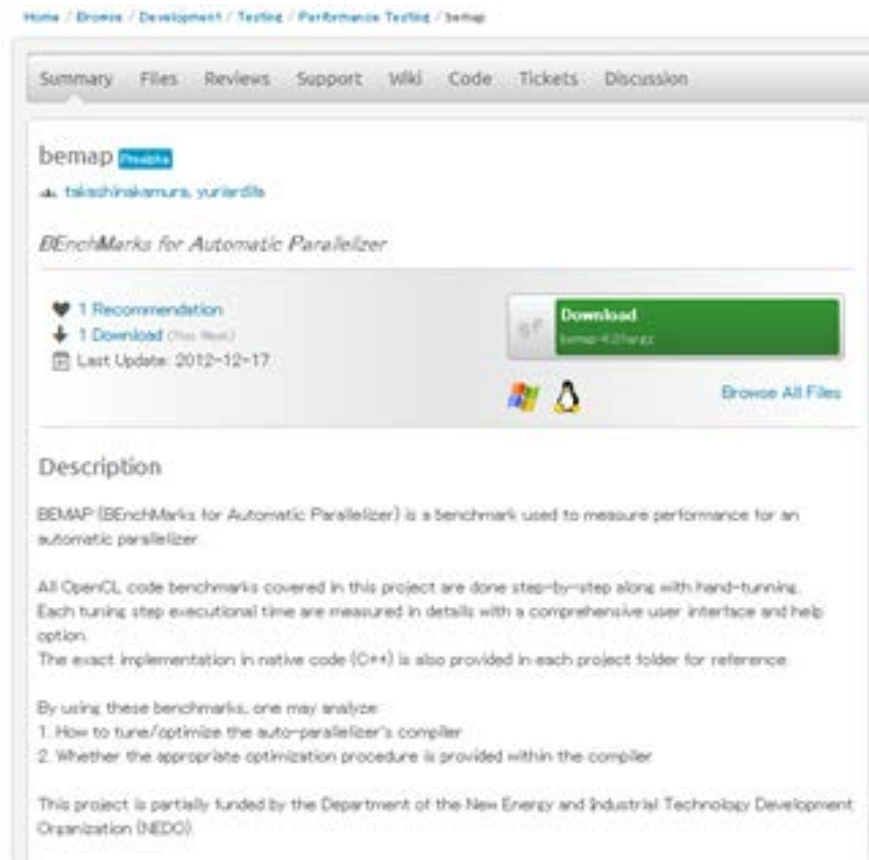 Home / Browse / Development / Testing / Performance Testing / bemap
Summary Files Reviews Support Wiki Code Tickets Discussion
bemap
takashinakamura, yuriardila
BEnchMarks for Automatic Parallelizer
1 Recommendation
1 Download (This Week)
Last Update: 2012-12-17
sf Download
Browse All Files
Description
BEMAP (BEnchMarks for Automatic Parallelizer) is a benchmark used to measure performance for an
automatic parallelizer.
All OpenCL code benchmarks covered in this project are done step-by-step along with hand-tunning.
Each tuning step executional time are measured in details with a comprehensive user interface and help
option.
The exact implementation in native code (C++) is also provided in each project folder for reference.
By using these benchmarks, one may analyze:
1. How to tune/optimize the auto-parallelizer's compiler
2. Whether the appropriate optimization procedure is provided within the compiler
This project is partially funded by the Department of the New Energy and Industrial Technology Development
Organization (NEDO).